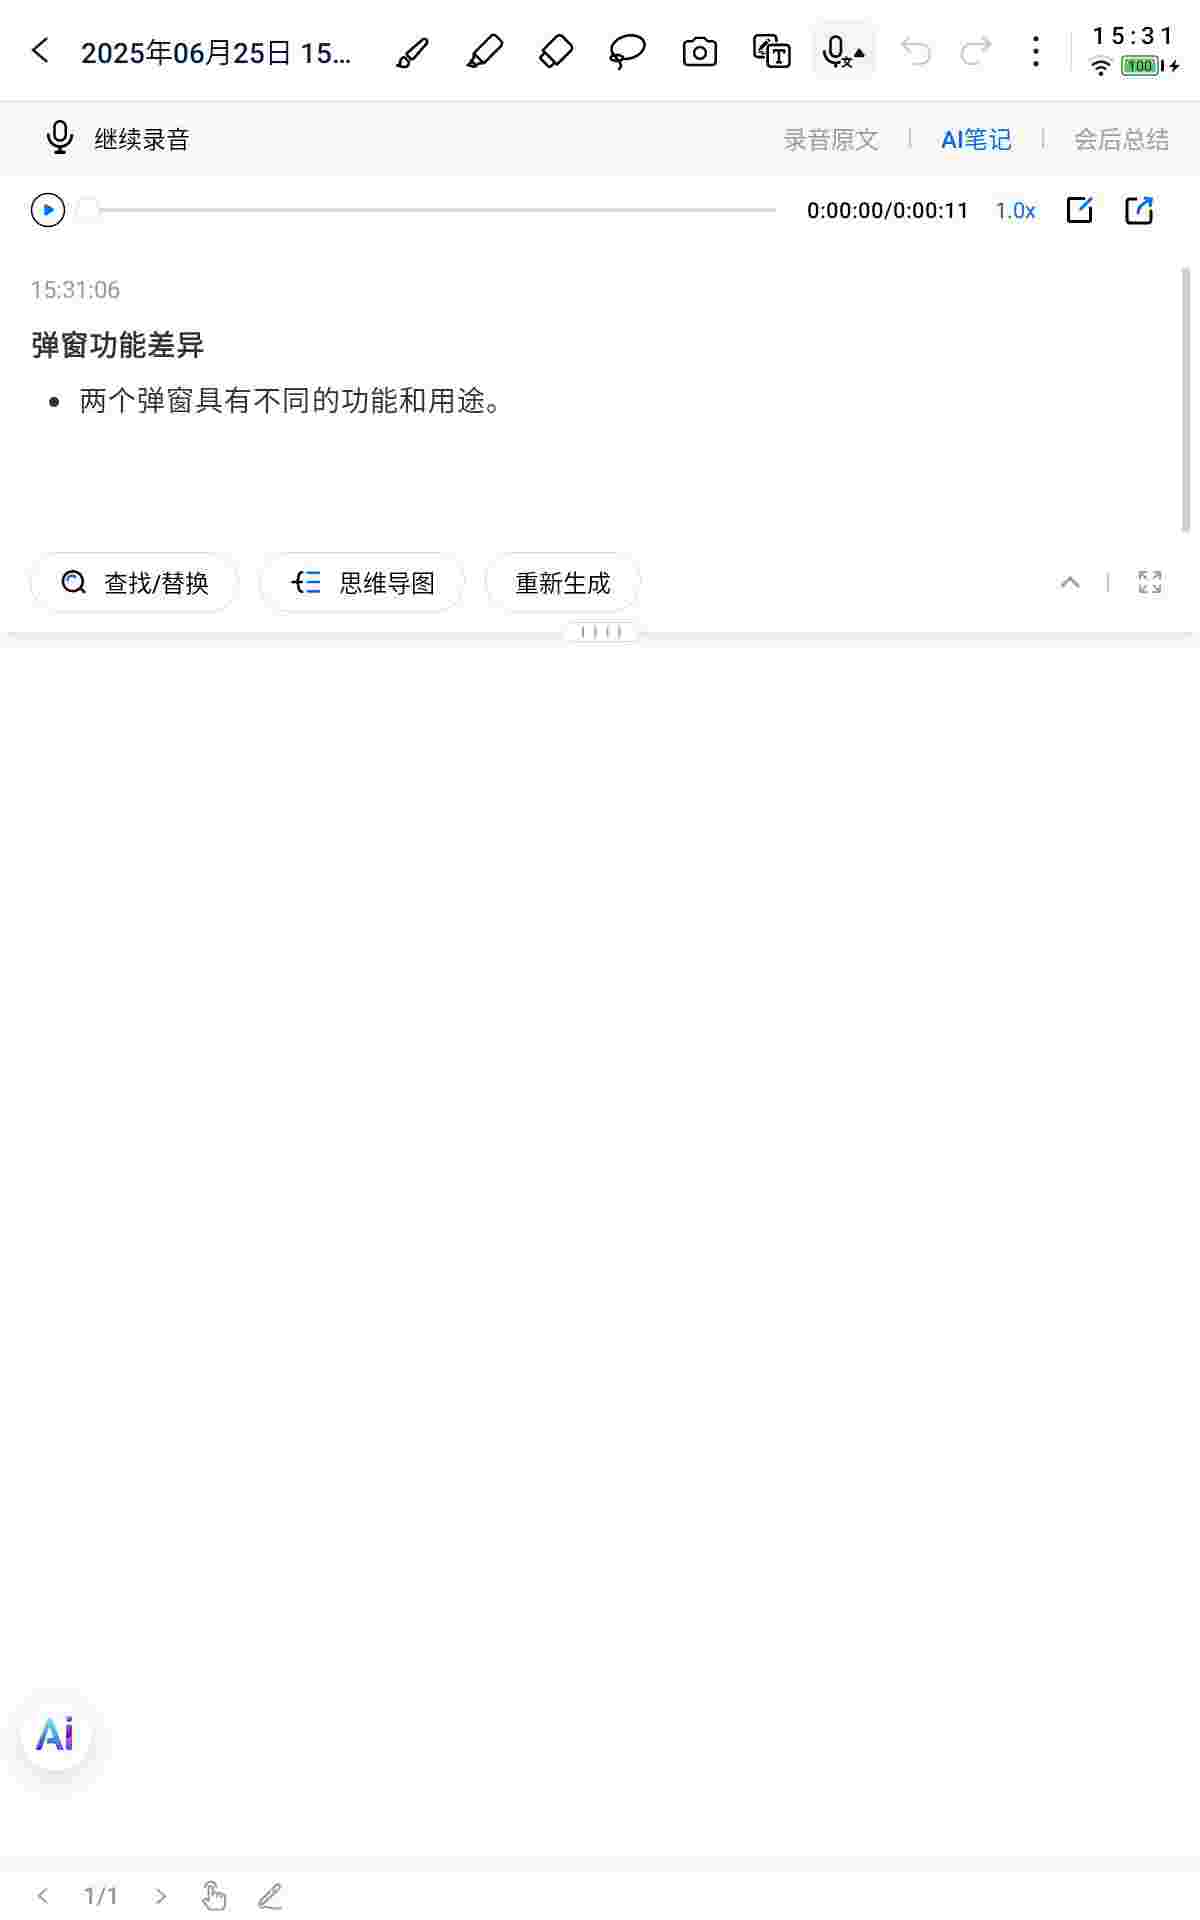 2025年06月25日 15...
15:31
100
继续录音
录音原文
AI笔记
会后总结
0:00:00/0:00:11
1.0x
15:31:06
弹窗功能差异
• 两个弹窗具有不同的功能和用途。
查找/替换
思维导图
重新生成
Ai
1/1